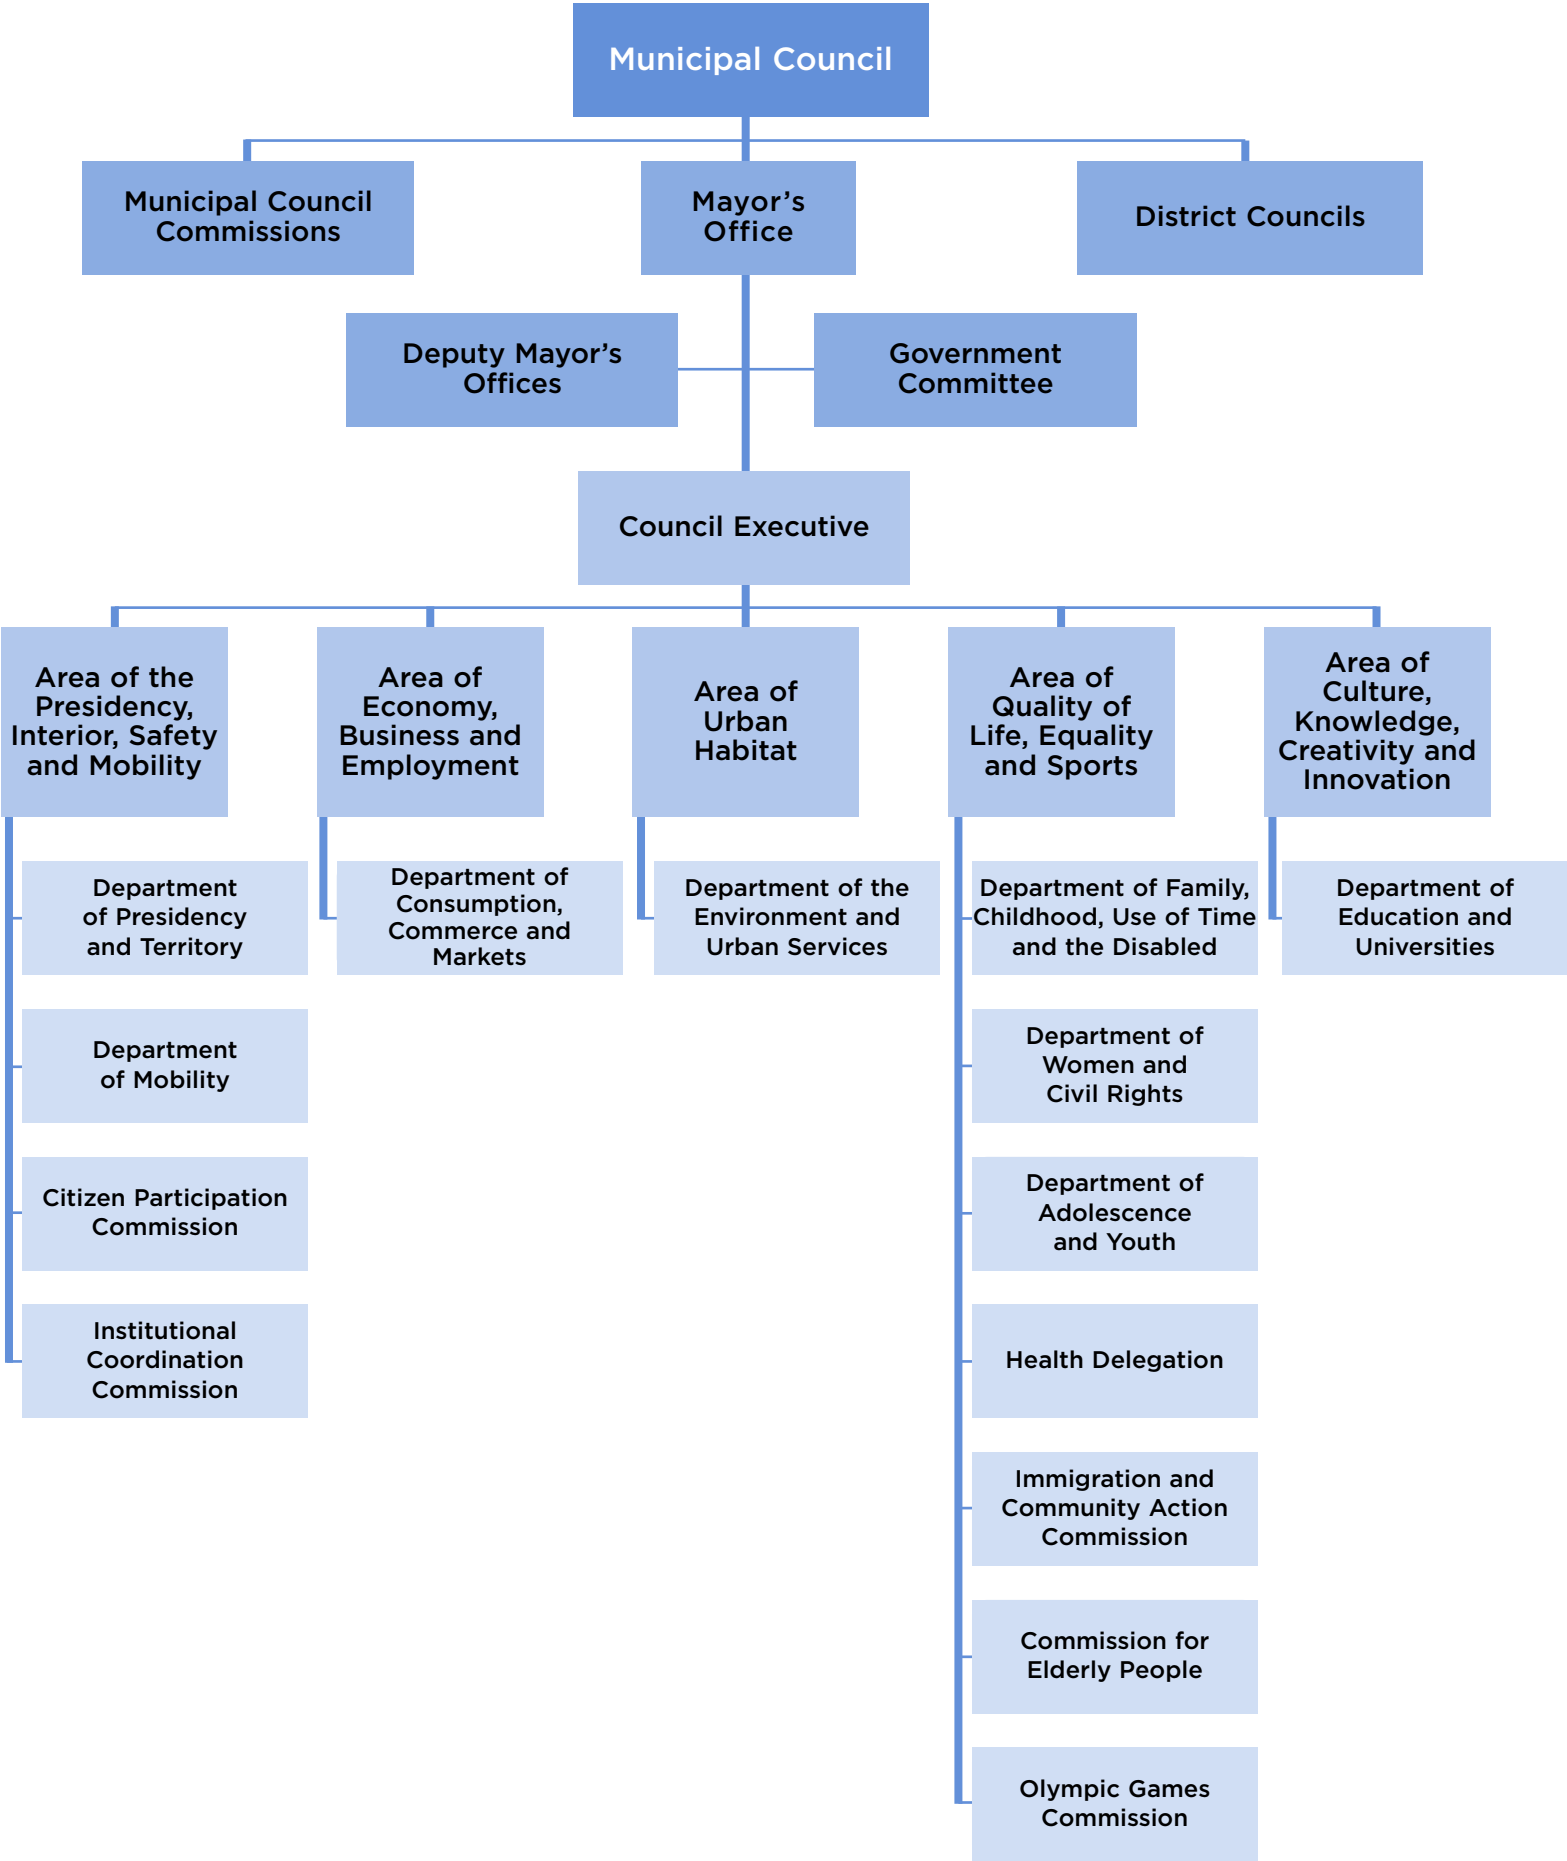 Municipal Council
Municipal Council
Commissions
Mayor’s
Office
District Councils
Deputy Mayor’s
Offices
Government
Committee
Council Executive
Area of the
Presidency,
Interior, Safety
and Mobility
Area of
Economy,
Business and
Employment
Area of
Urban
Habitat
Area of
Quality of
Life, Equality
and Sports
Area of
Culture,
Knowledge,
Creativity and
Innovation
Department
of Presidency
and Territory
Department of
Consumption,
Commerce and
Markets
Department of the
Environment and
Urban Services
Department of Family,
Childhood, Use of Time
and the Disabled
Department of
Education and
Universities
Department
of Mobility
Department of
Women and
Civil Rights
Citizen Participation
Commission
Department of
Adolescence
and Youth
Institutional
Coordination
Commission
Health Delegation
Immigration and
Community Action
Commission
Commission for
Elderly People
Olympic Games
Commission